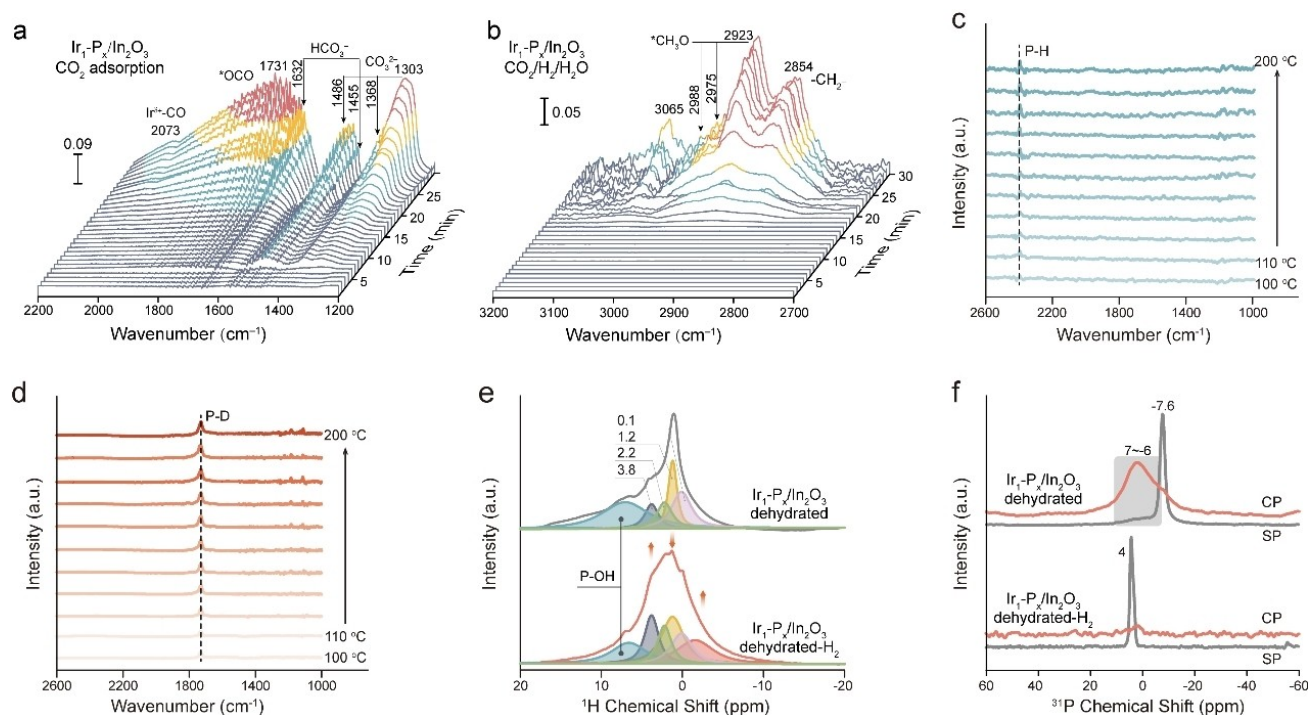 a
Ir₁-Pₓ/In₂O₃
CO₂ adsorption
*OCO
1731
1632
HCO₃⁻
CO₃²⁻
1486
1455
1368
1303
Ir^δ+-CO
2073
0.09
2200 2000 1800 1600 1400 1200
5 10 15 20 25
Time (min)
Wavenumber (cm⁻¹)
b
Ir₁-Pₓ/In₂O₃
CO₂/H₂/H₂O
*CH₃O
2923
2988
2975
2854
-CH₂
3065
0.05
3200 3100 3000 2900 2800 2700
5 10 15 20 25 30
Time (min)
Wavenumber (cm⁻¹)
c
P-H
200 °C
110 °C
100 °C
Intensity (a.u.)
2600 2200 1800 1400 1000
Wavenumber (cm⁻¹)
d
P-D
200 °C
110 °C
100 °C
Intensity (a.u.)
2600 2200 1800 1400 1000
Wavenumber (cm⁻¹)
e
0.1
1.2
2.2
3.8
Ir₁-Pₓ/In₂O₃
dehydrated
P-OH
Ir₁-Pₓ/In₂O₃
dehydrated-H₂
Intensity (a.u.)
20 10 0 -10 -20
¹H Chemical Shift (ppm)
f
-7.6
7~-6
Ir₁-Pₓ/In₂O₃
dehydrated
CP
SP
4
Ir₁-Pₓ/In₂O₃
dehydrated-H₂
CP
SP
Intensity (a.u.)
60 40 20 0 -20 -40 -60
³¹P Chemical Shift (ppm)